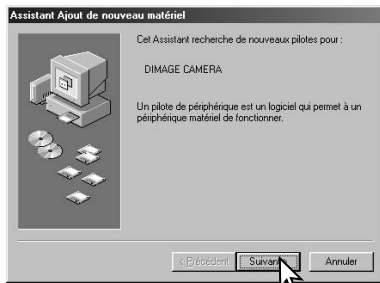 Assistant Ajout de nouveau matériel
Cet Assistant recherche de nouveaux pilotes pour :
DIMAGE CAMERA
Un pilote de périphérique est un logiciel qui permet à un
périphérique matériel de fonctionner.
< Précédent Suivant > Annuler